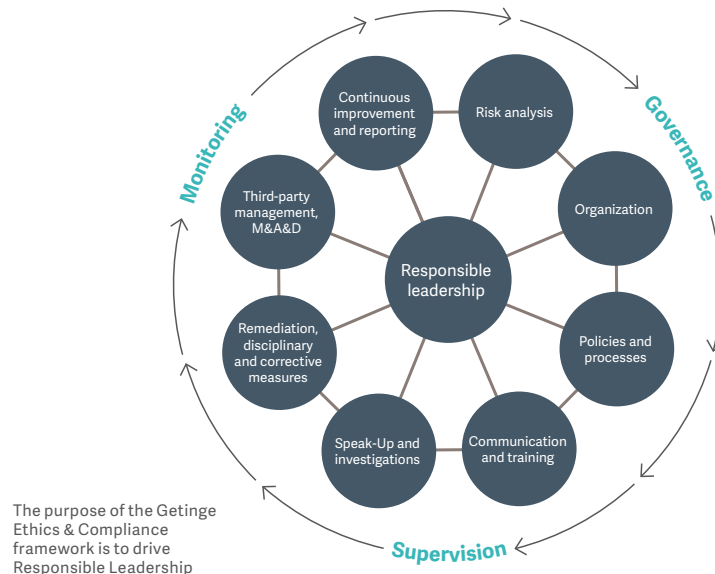 Monitoring
Governance
Supervision
Continuous
improvement
and reporting
Risk analysis
Organization
Policies and
processes
Communication
and training
Speak-Up and
investigations
Remediation,
disciplinary
and corrective
measures
Third-party
management,
M&A&D
Responsible
leadership
The purpose of the Getinge
Ethics & Compliance
framework is to drive
Responsible Leadership